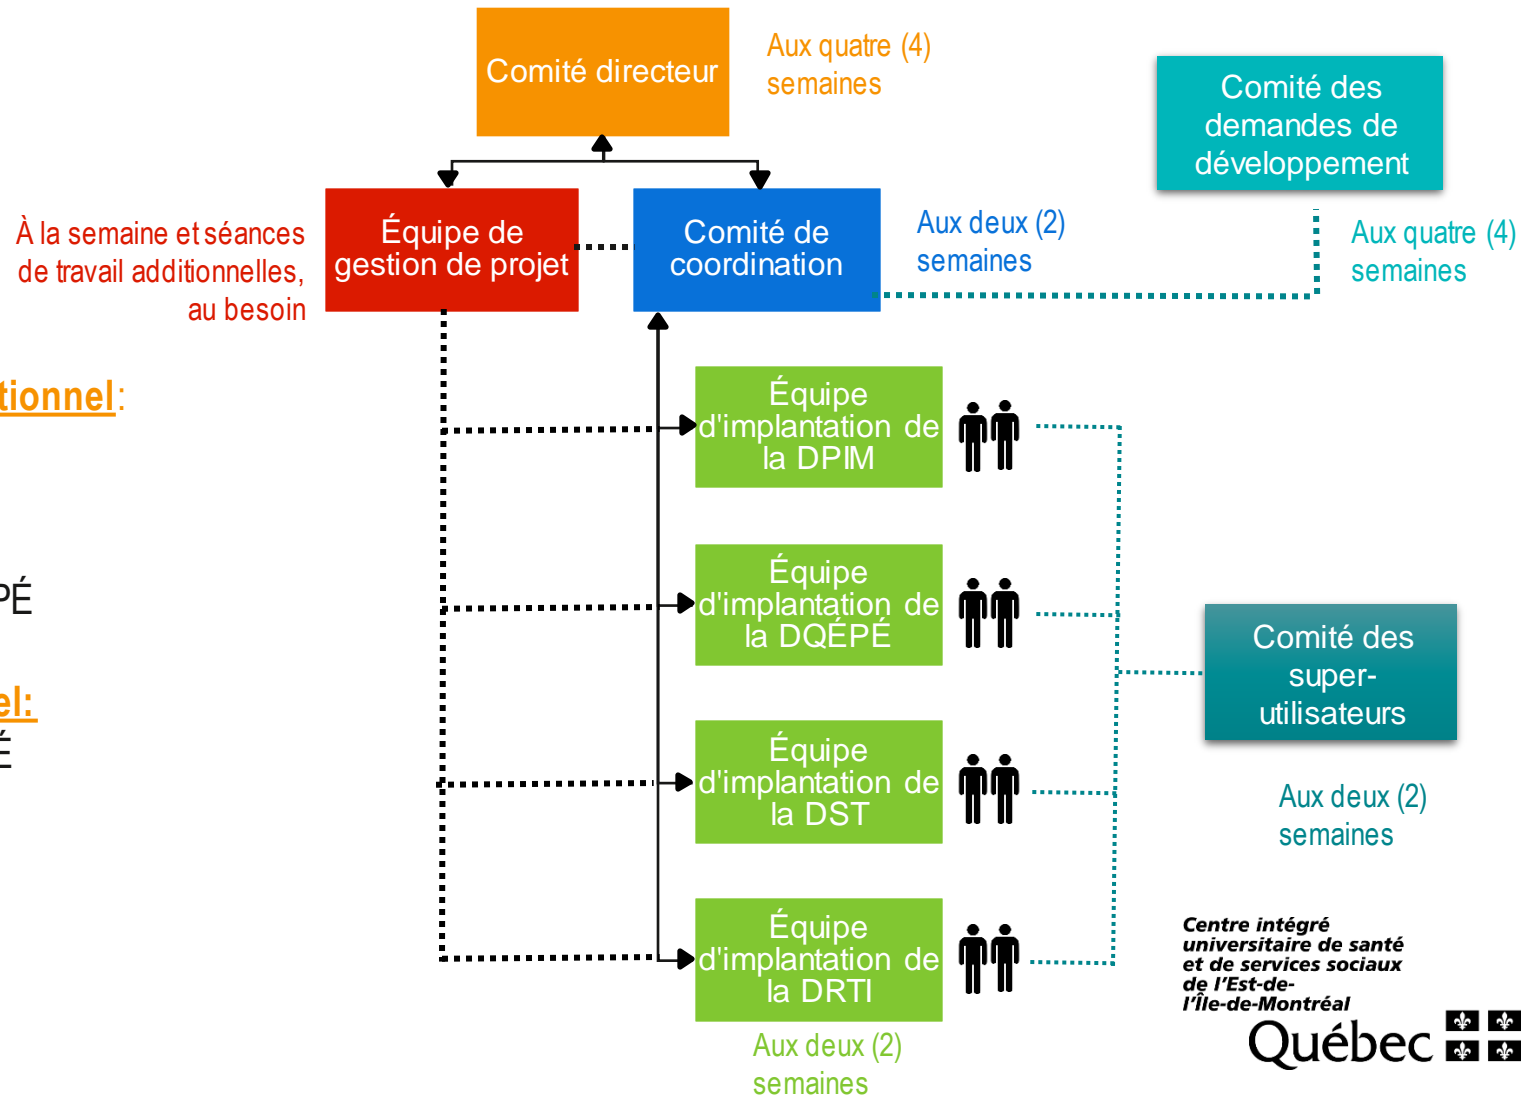 Comité directeur
Aux quatre (4)
semaines
Comité des
demandes de
développement
À la semaine et séances
de travail additionnelles,
au besoin
Équipe de
gestion de projet
Comité de
coordination
Aux deux (2)
semaines
Aux quatre (4)
semaines
tionnel:
Équipe
d'implantation de
la DPIM
PÉ
Équipe
d'implantation de
la DQÉPÉ
Comité des
super-
utilisateurs
el:
É
Équipe
d'implantation de
la DST
Aux deux (2)
semaines
Équipe
d'implantation de
la DRTI
Aux deux (2)
semaines
Centre intégré
universitaire de santé
et de services sociaux
de l'Est-de-
l'Île-de-Montréal
Québec